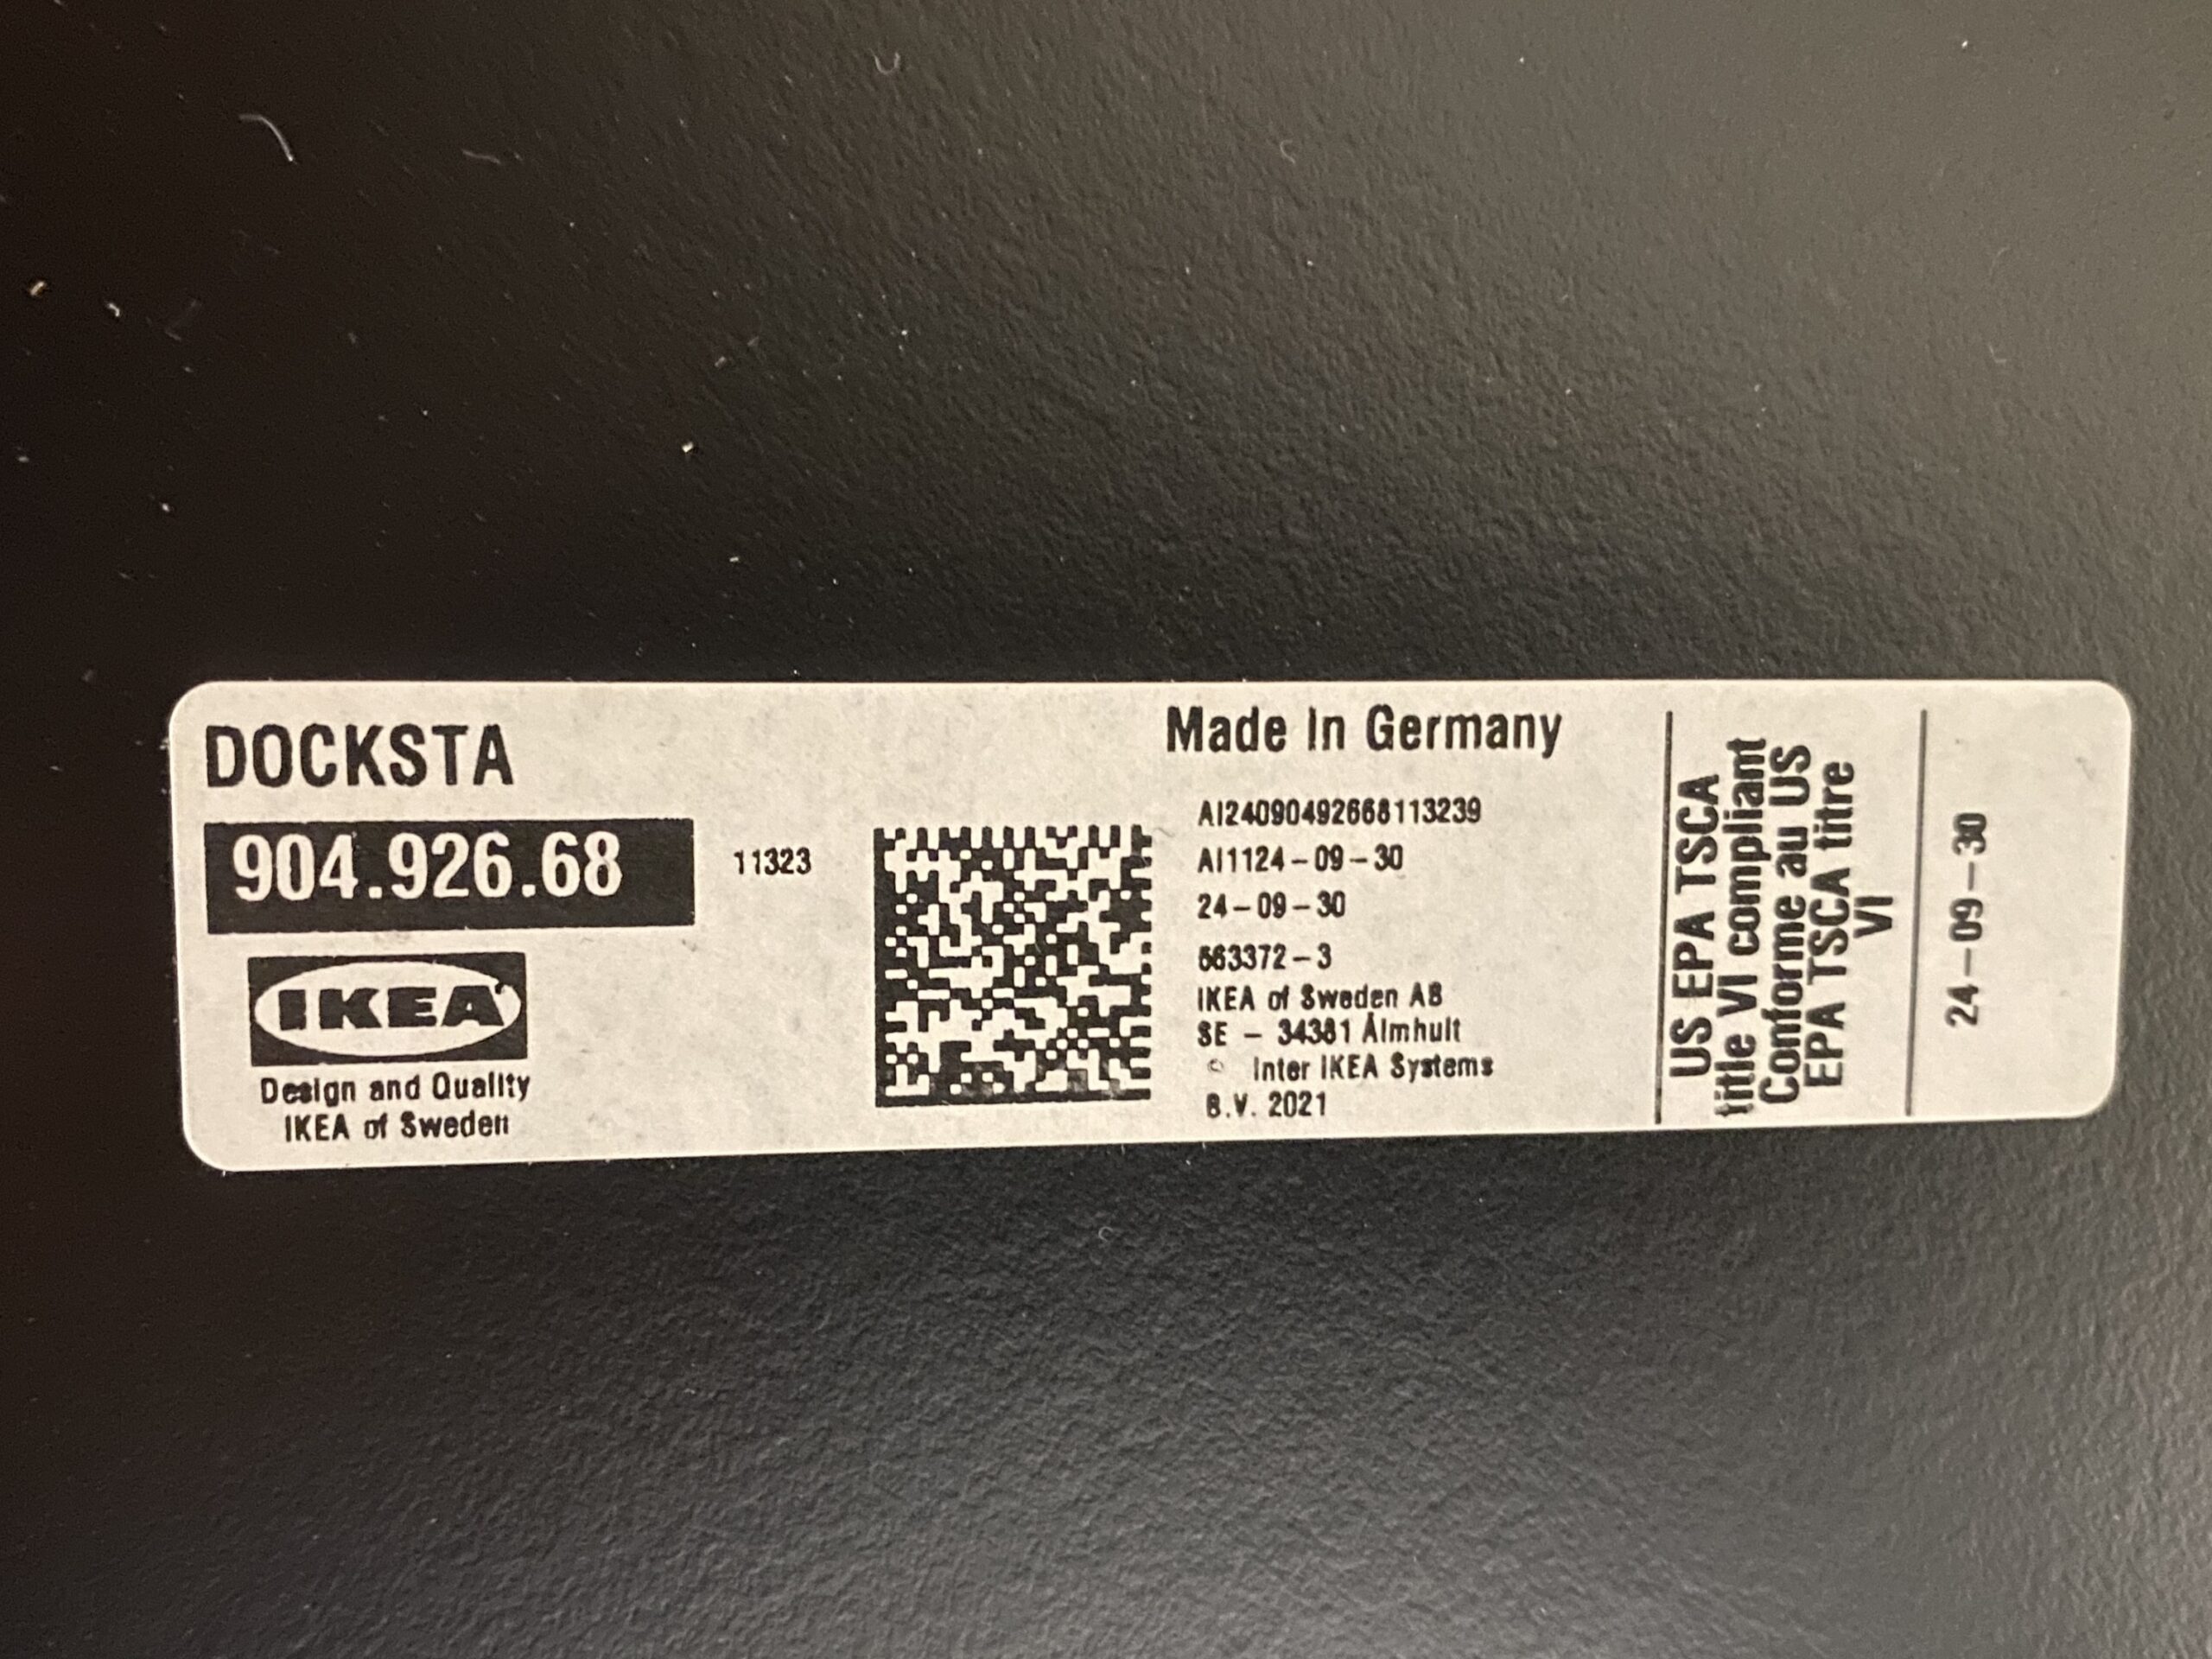 DOCKSTA
904.926.68
11323
IKEA
Design and Quality
IKEA of Sweden
Made In Germany
AI24090492668113239
AI1124-09-30
24-09-30
563372-3
IKEA of Sweden AB
SE - 34381 Älmhult
© Inter IKEA Systems
B.V. 2021
US EPA TSCA
title VI compliant
Conforme au US
EPA TSCA titre
VI
24-09-30